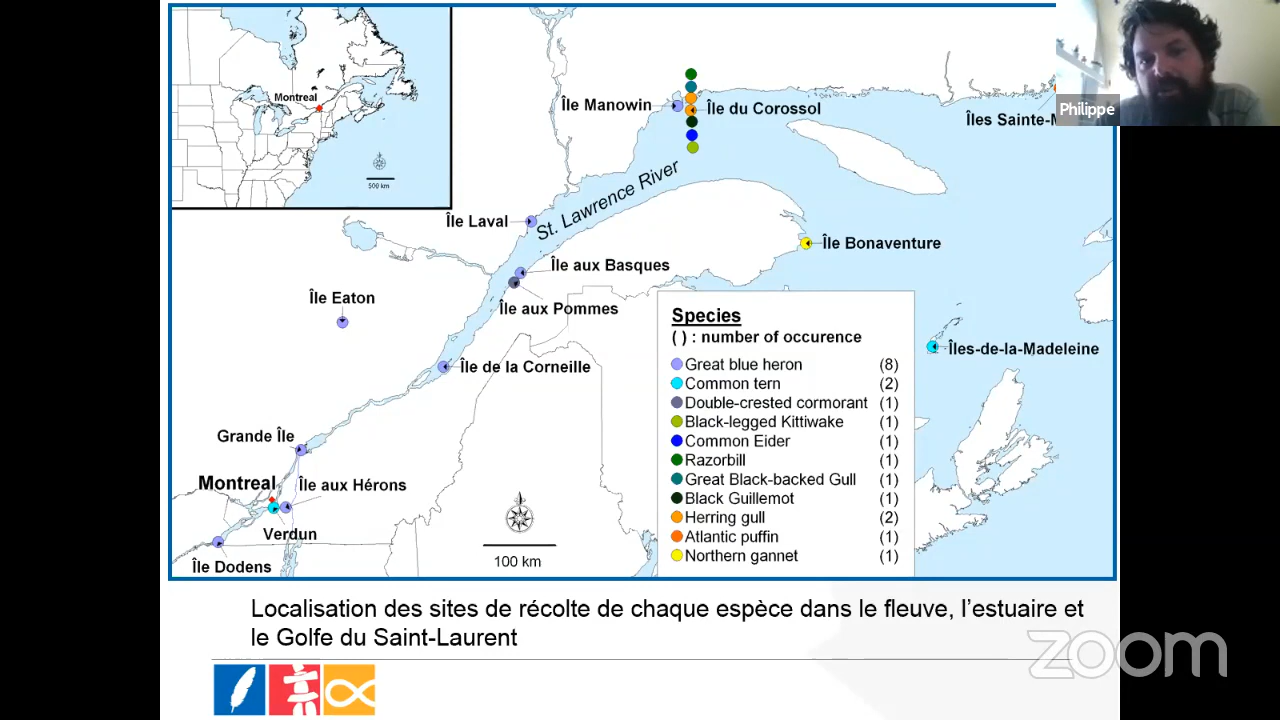 Montreal
500 km
Île Manowin
Île du Corossol
Îles Sainte-M
Philippe
St. Lawrence River
Île Laval
Île Bonaventure
Île aux Basques
Île Eaton
Île aux Pommes
Île de la Corneille
Îles-de-la-Madeleine
Grande Île
Montreal
Île aux Hérons
Verdun
Île Dodens
100 km
Species
( ) : number of occurence
Great blue heron (8)
Common tern (2)
Double-crested cormorant (1)
Black-legged Kittiwake (1)
Common Eider (1)
Razorbill (1)
Great Black-backed Gull (1)
Black Guillemot (1)
Herring gull (2)
Atlantic puffin (1)
Northern gannet (1)
Localisation des sites de récolte de chaque espèce dans le fleuve, l’estuaire et
le Golfe du Saint-Laurent
zoom